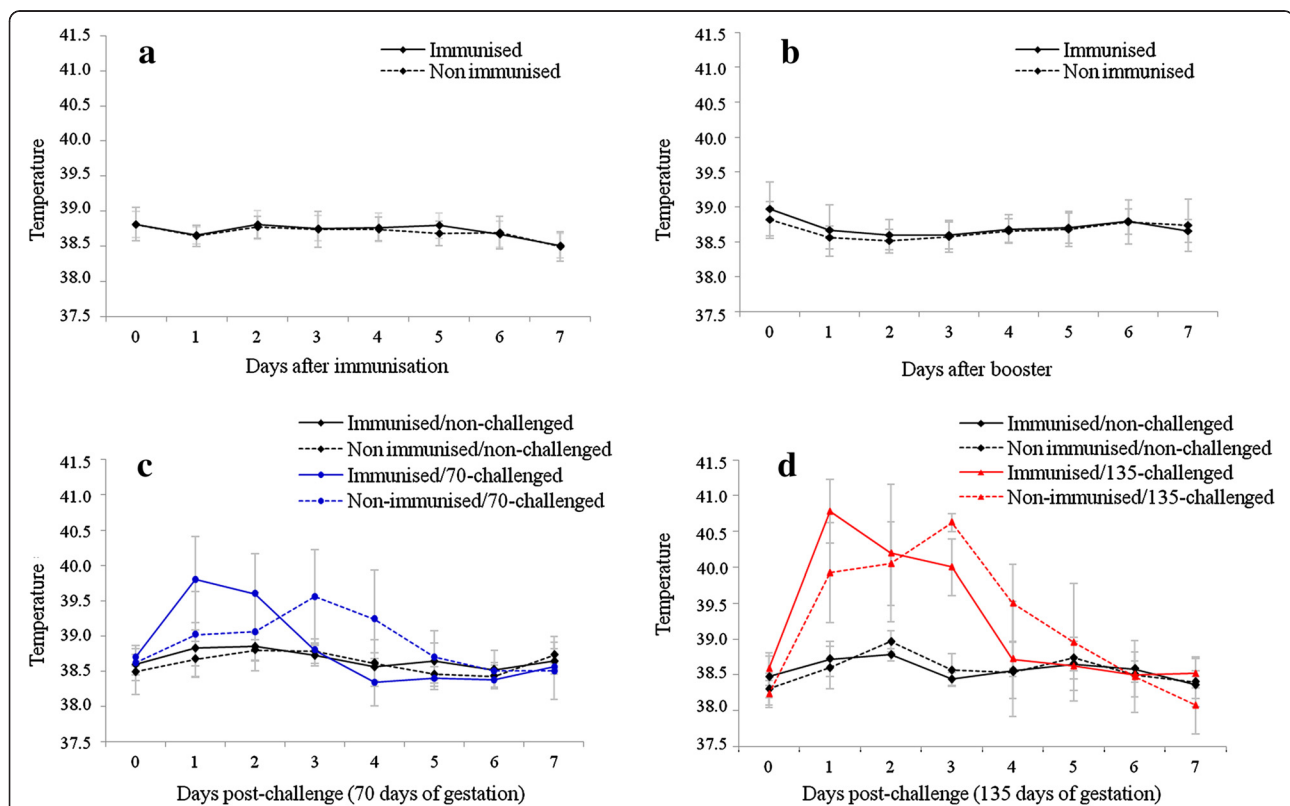 a
Immunised
Non immunised
41.5
41.0
40.5
40.0
39.0
38.5
38.0
37.5
Temperature
0 1 2 3 4 5 6 7
Days after immunisation
b
Immunised
Non immunised
41.5
41.0
40.5
40.0
39.0
38.5
38.0
37.5
Temperature
0 1 2 3 4 5 6 7
Days after booster
c
Immunised/non-challenged
Non immunised/non-challenged
Immunised/70-challenged
Non-immunised/70-challenged
41.5
41.0
40.5
40.0
39.5
39.0
38.5
38.0
37.5
Temperature
0 1 2 3 4 5 6 7
Days post-challenge (70 days of gestation)
d
Immunised/non-challenged
Non immunised/non-challenged
Immunised/135-challenged
Non-immunised/135-challenged
41.5
41.0
40.5
40.0
39.5
39.0
38.5
38.0
37.5
Temperature
0 1 2 3 4 5 6 7
Days post-challenge (135 days of gestation)